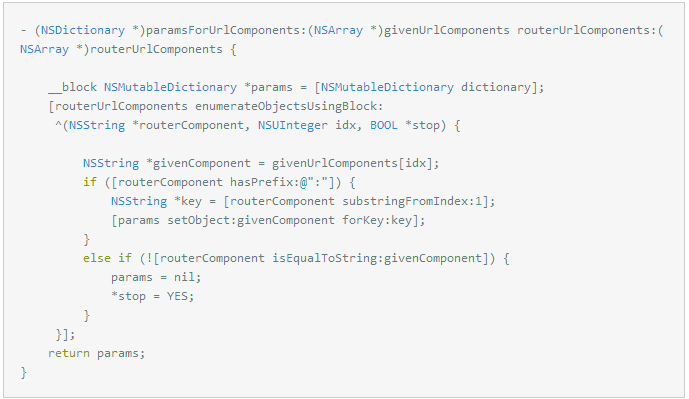 - (NSDictionary *)paramsForUrlComponents:(NSArray *)givenUrlComponents routerUrlComponents:(
NSArray *)routerUrlComponents {
    __block NSMutableDictionary *params = [NSMutableDictionary dictionary];
    [routerUrlComponents enumerateObjectsUsingBlock:
     ^(NSString *routerComponent, NSUInteger idx, BOOL *stop) {
         NSString *givenComponent = givenUrlComponents[idx];
         if ([routerComponent hasPrefix:@":"]) {
             NSString *key = [routerComponent substringFromIndex:1];
             [params setObject:givenComponent forKey:key];
         }
         else if (![routerComponent isEqualToString:givenComponent]) {
             params = nil;
             *stop = YES;
         }
     }];
    return params;
}